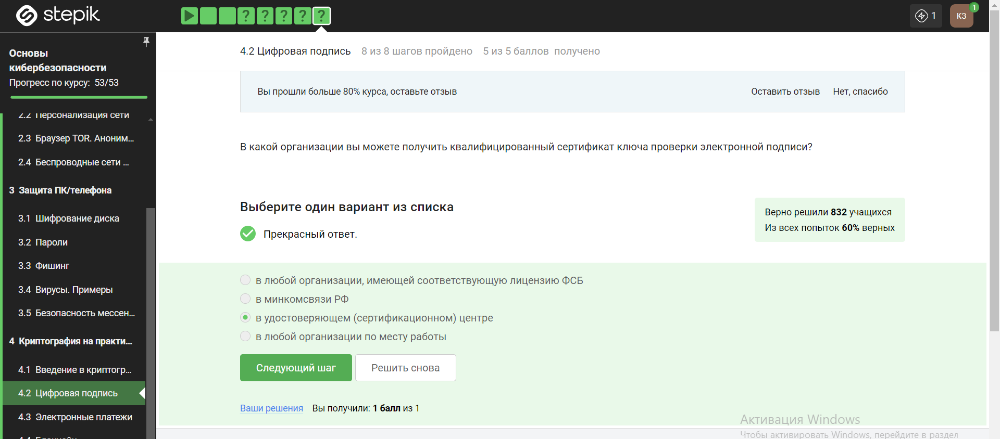 stepik
? ? ? ? ?
1
КЗ
1
Основы
кибербезопасности
Прогресс по курсу: 53/53
2.2 Персонализация сети
2.3 Браузер TOR. Аноним...
2.4 Беспроводные сети ...
3 Защита ПК/телефона
3.1 Шифрование диска
3.2 Пароли
3.3 Фишинг
3.4 Вирусы. Примеры
3.5 Безопасность мессен...
4 Криптография на практи...
4.1 Введение в криптогр...
4.2 Цифровая подпись
4.3 Электронные платежи
4.2 Цифровая подпись 8 из 8 шагов пройдено 5 из 5 баллов получено
Вы прошли больше 80% курса, оставьте отзыв
Оставить отзыв Нет, спасибо
В какой организации вы можете получить квалифицированный сертификат ключа проверки электронной подписи?
Выберите один вариант из списка
Прекрасный ответ.
Верно решили 832 учащихся
Из всех попыток 60% верных
в любой организации, имеющей соответствующую лицензию ФСБ
в минкомсвязи РФ
в удостоверяющем (сертификационном) центре
в любой организации по месту работы
Следующий шаг Решить снова
Ваши решения Вы получили: 1 балл из 1
Активация Windows
Чтобы активировать Windows, перейдите в раздел